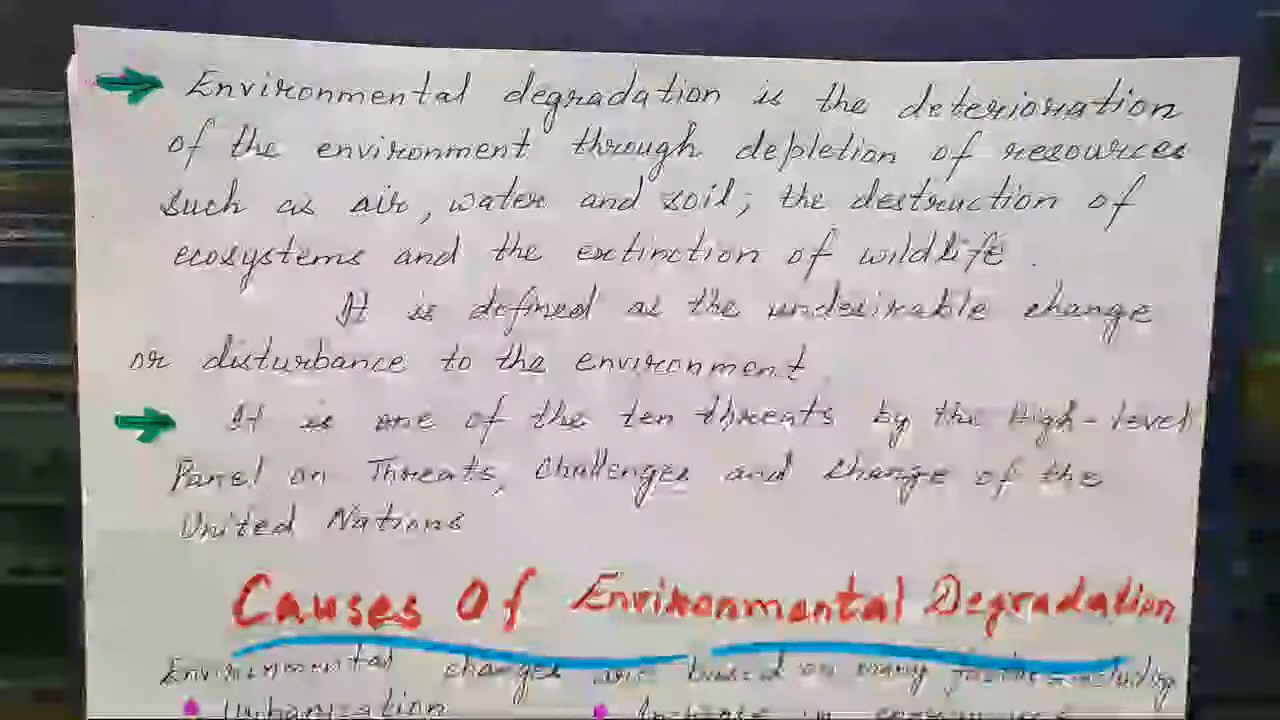 Environmental degradation is the deterioration
of the environment through depletion of resources
such as air, water and soil; the destruction of
ecosystems and the extinction of wildlife.
It is defined as the undesirable change
or disturbance to the environment.
It is one of the ten threats by the High-level
Panel on Threats, Challenges and Change of the
United Nations
Causes Of Environmental Degradation
Environmental changes are based on many factors including
Urbanization